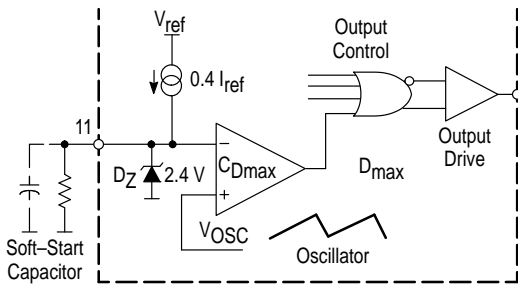 Vref
Output
Control
0.4 Iref
11
Output
Drive
DZ
2.4 V
–
CDmax
+
Dmax
VOSC
Oscillator
Soft–Start
Capacitor